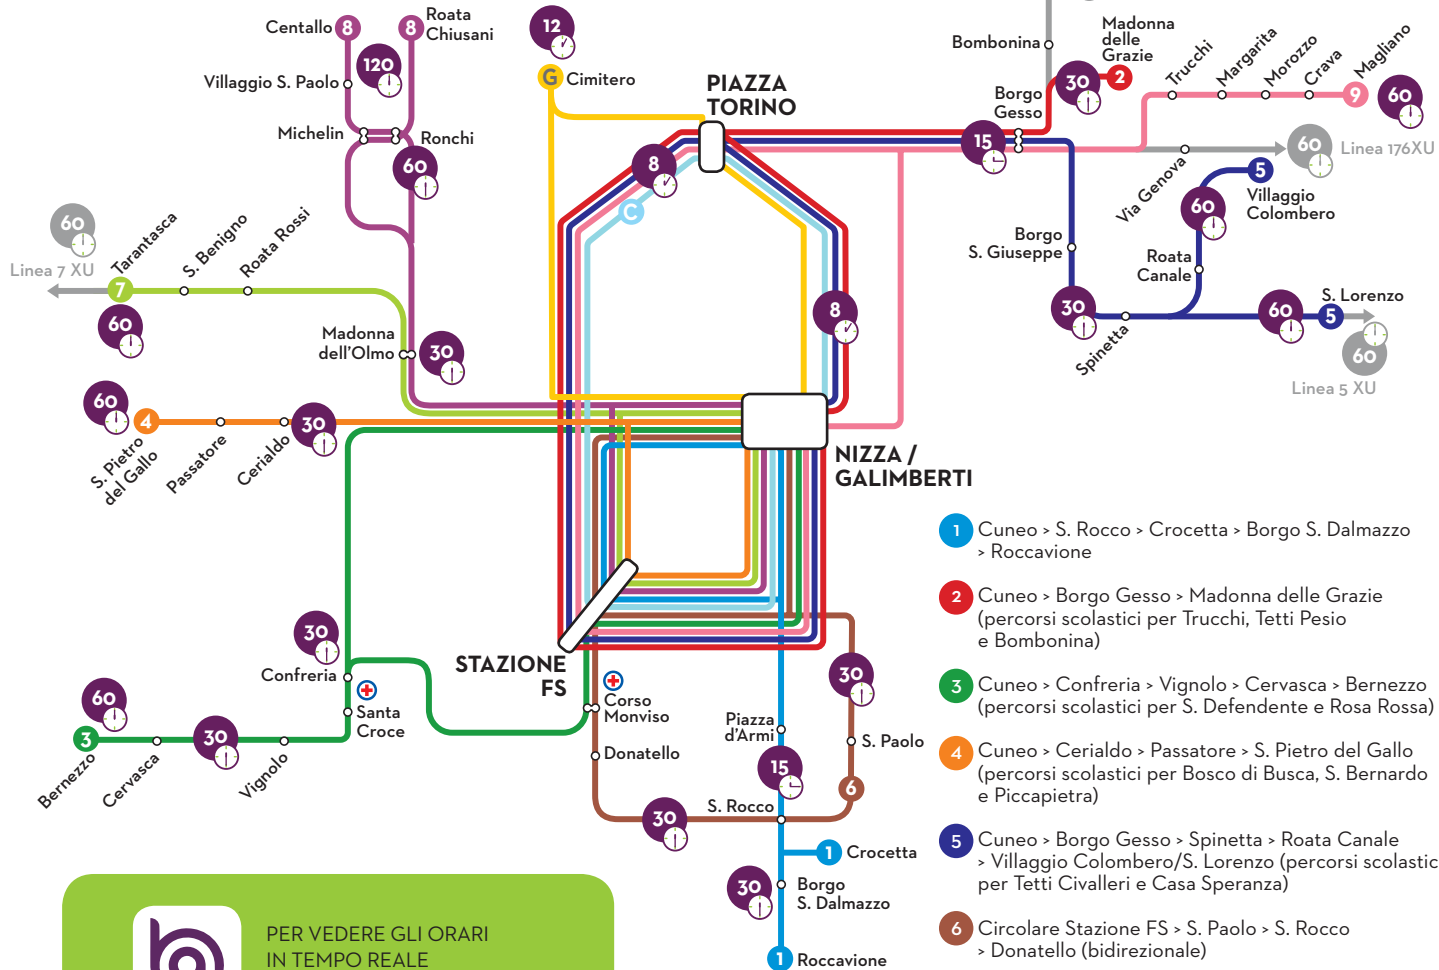 Centallo
8
8
Roata
Chiusani
120
Villaggio S. Paolo
Michelin
Ronchi
60
12
G
Cimitero
PIAZZA
TORINO
8
C
8
Bombonina
Madonna
delle
Grazie
30
2
Borgo
Gesso
15
Trucchi
Margarita
Morozzo
Crava
Magliano
9
60
60
Linea 176XU
Via Genova
5
Villaggio
Colombero
60
Borgo
S. Giuseppe
Roata
Canale
30
Spinetta
60
S. Lorenzo
5
60
Linea 5 XU
60
Linea 7 XU
Tarantasca
S. Benigno
Roata Rossi
7
60
Madonna
dell'Olmo
30
60
4
S. Pietro
del Gallo
Passatore
Cerialdo
30
NIZZA /
GALIMBERTI
STAZIONE
FS
30
Confreria
Santa
Croce
60
3
Bernezzo
Cervasca
30
Vignolo
Corso
Monviso
Donatello
30
Piazza
d'Armi
15
30
S. Paolo
6
S. Rocco
1
Crocetta
30
Borgo
S. Dalmazzo
1
Roccavione
1 Cuneo > S. Rocco > Crocetta > Borgo S. Dalmazzo
> Roccavione
2 Cuneo > Borgo Gesso > Madonna delle Grazie
(percorsi scolastici per Trucchi, Tetti Pesio
e Bombonina)
3 Cuneo > Confreria > Vignolo > Cervasca > Bernezzo
(percorsi scolastici per S. Defendente e Rosa Rossa)
4 Cuneo > Cerialdo > Passatore > S. Pietro del Gallo
(percorsi scolastici per Bosco di Busca, S. Bernardo
e Piccapietra)
5 Cuneo > Borgo Gesso > Spinetta > Roata Canale
> Villaggio Colombero/S. Lorenzo (percorsi scolastic
per Tetti Civalleri e Casa Speranza)
6 Circolare Stazione FS > S. Paolo > S. Rocco
> Donatello (bidirezionale)
PER VEDERE GLI ORARI
IN TEMPO REALE